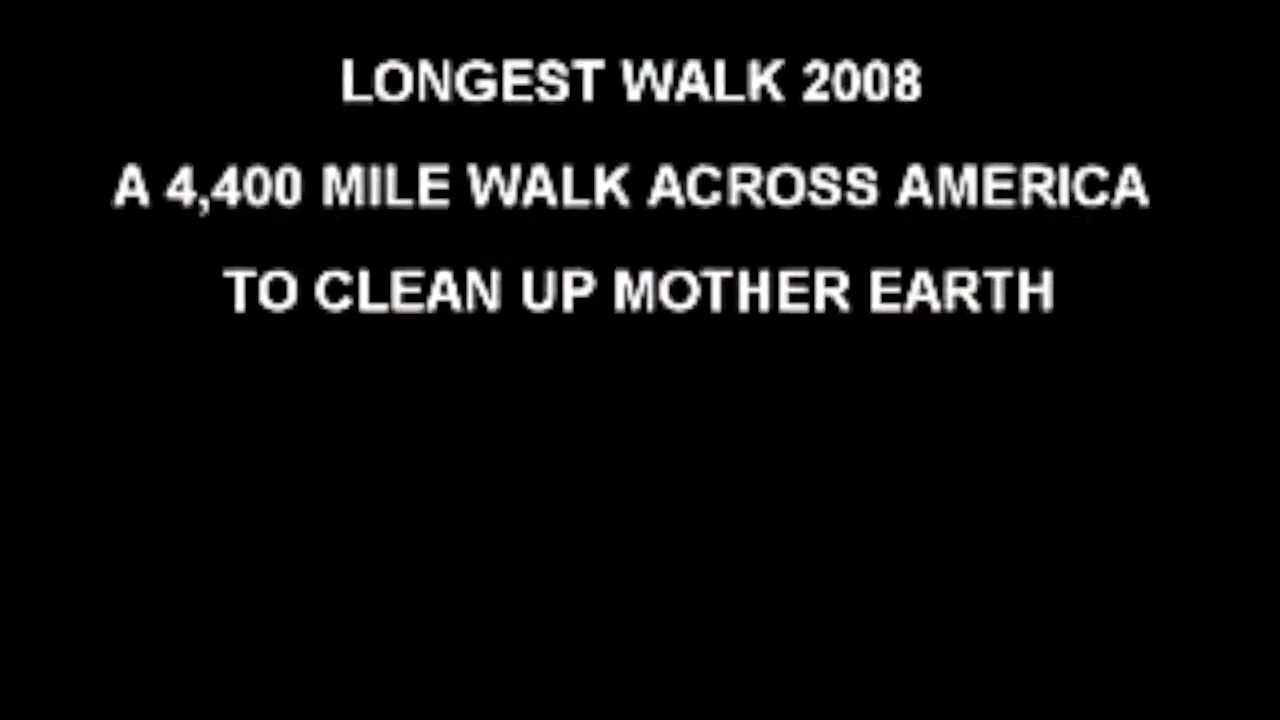 LONGEST WALK 2008
A 4,400 MILE WALK ACROSS AMERICA
TO CLEAN UP MOTHER EARTH